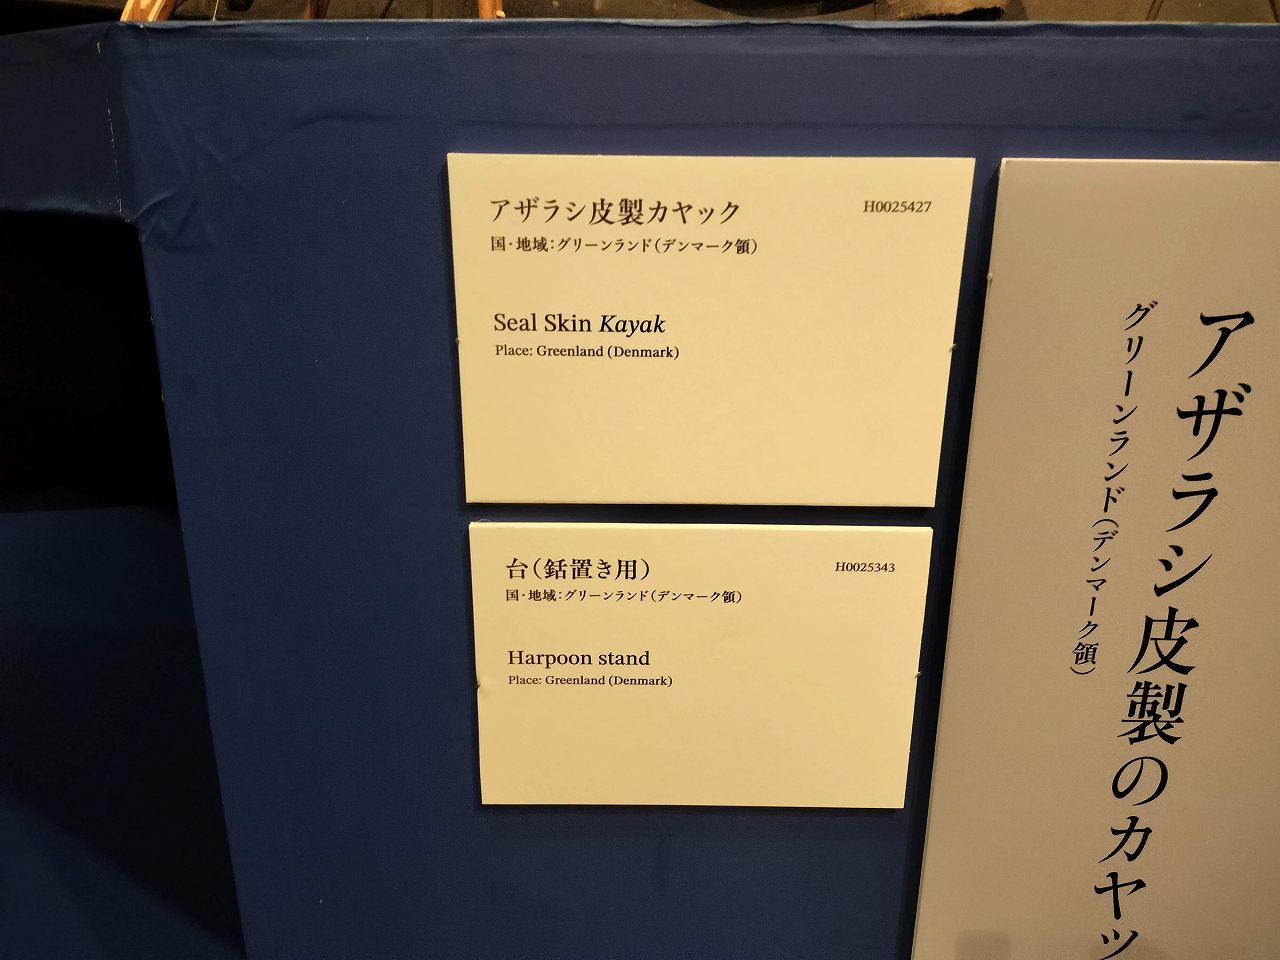 アザラシ皮製カヤック
H0025427
国・地域：グリーンランド（デンマーク領）
Seal Skin Kayak
Place: Greenland (Denmark)
台（銛置き用）
H0025343
国・地域：グリーンランド（デンマーク領）
Harpoon stand
Place: Greenland (Denmark)
アザラシ皮製のカヤッ
グリーンランド（デンマーク領）